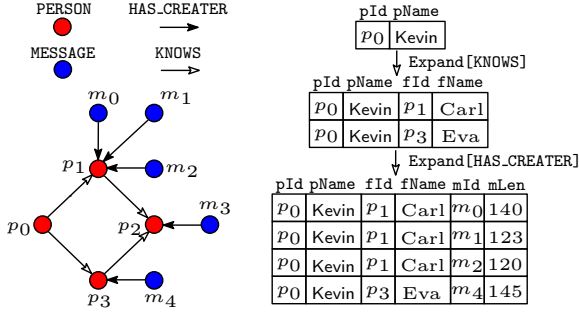 PERSON HAS_CREATER
MESSAGE KNOWS
m0 m1
p1 m2
p0 p2 m3
p3 m4
pId pName
p0 Kevin
Expand[KNOWS]
pId pName fId fName
p0 Kevin p1 Carl
p0 Kevin p3 Eva
Expand[HAS_CREATER]
pId pName fId fName mId mLen
p0 Kevin p1 Carl m0 140
p0 Kevin p1 Carl m1 123
p0 Kevin p1 Carl m2 120
p0 Kevin p3 Eva m4 145